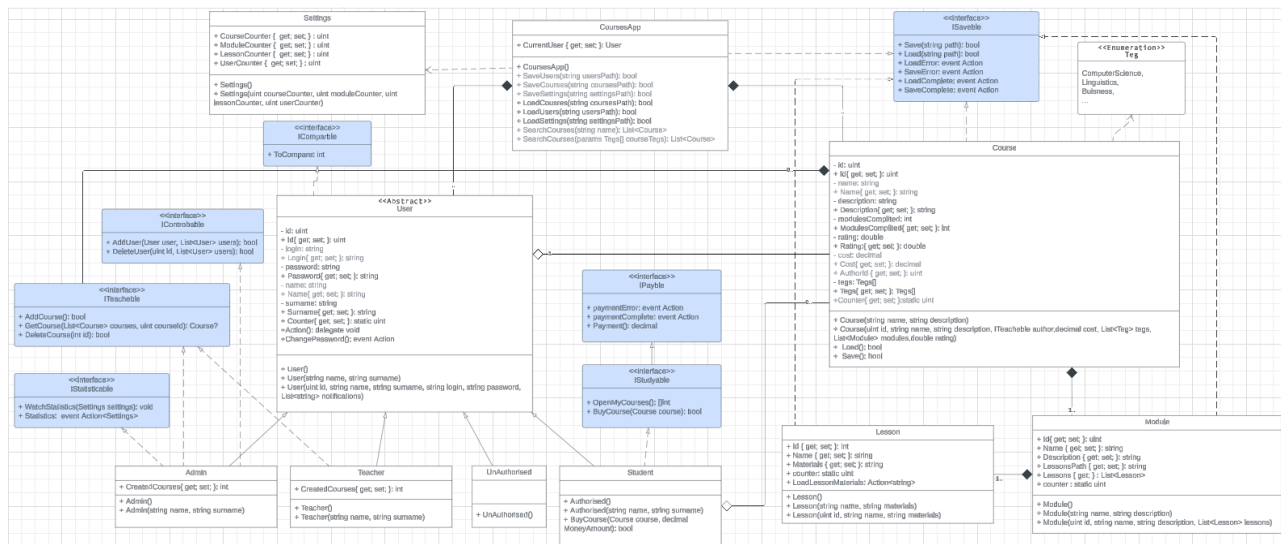 Settings
+ CourseCounter { get; set; } : uint
+ ModuleCounter { get; set; } : uint
+ LessonCounter { get; set; } : uint
+ UserCounter { get; set; } : uint
+ Settings()
+ Settings(uint courseCounter, uint moduleCounter, uint
lessonCounter, uint userCounter)
CoursesApp
+ CurrentUser { get; set; }: User
+ CoursesApp()
+ SaveUsers(string usersPath): bool
+ SaveCourses(string coursesPath): bool
+ SaveSettings(string settingsPath): bool
+ LoadCourses(string coursesPath): bool
+ LoadUsers(string usersPath): bool
+ LoadSettings(string settingsPath): bool
+ SearchCourses(string name): List<Course>
+ SearchCourses(params Tegs[] courseTegs): List<Course>
<<Interface>>
ISaveble
+ Save(string path): bool
+ Load(string path): bool
+ LoadError: event Action
+ SaveError: event Action
+ LoadComplete: event Action
+ SaveComplete: event Action
<<Enumeration>>
Teg
ComputerScience,
Linguistics,
Buisness,
...
<<Interface>>
IComparble
+ ToCompare: int
<<Interface>>
IControbable
+ AddUser(User user, List<User> users): bool
+ DeleteUser(uint id, List<User> users): bool
<<Interface>>
ITeacheble
+ AddCourse(): bool
+ GetCourse(List<Course> courses, uint courseId): Course?
+ DeleteCourse(int id): bool
<<Interface>>
IStatisticable
+ WatchStatistics(Settings settings): void
+ Statistics: event Action<Settings>
<<Abstract>>
User
- id: uint
+ Id{ get; set; }: uint
- login: string
+ Login{ get; set; }: string
- password: string
+ Password{ get; set; }: string
- name: string
+ Name{ get; set; }: string
- surname: string
+ Surname{ get; set; }: string
+ Counter{ get; set; }: static uint
+Action(): delegate void
+ChangePassword(): event Action
+ User()
+ User(string name, string surname)
+ User(uint id, string name, string surname, string login, string password,
List<string> notifications)
<<Interface>>
IPayble
+ paymentError: event Action
+ paymentComplete: event Action
+ Payment(): decimal
<<Interface>>
IStudyable
+ OpenMyCourses(): []int
+ BuyCourse(Course course): bool
Course
- id: uint
+ Id{ get; set; }: uint
- name: string
+ Name{ get; set; }: string
- description: string
+ Description{ get; set; }: string
- modulesComplited: int
+ ModulesComplited{ get; set; }: int
- rating: double
+ Rating{ get; set; }: double
- cost: decimal
+ Cost{ get; set; }: decimal
+ AuthorId { get; set; }: uint
- tegs: Tegs[]
+ Tegs{ get; set; }: Tegs[]
+Counter{ get; set; }:static uint
+ Course(string name, string description)
+ Course(uint id, string name, string description, ITeacheble author,decimal cost, List<Teg> tegs,
List<Module> modules,double rating)
+ Load(): bool
+ Save(): bool
Admin
+ CreatedCourses{ get; set; }: int
+ Admin()
+ Admin(string name, string surname)
Teacher
+ CreatedCourses{ get; set; }: int
+ Teacher()
+ Teacher(string name, string surname)
UnAuthorised
+ UnAuthorised()
Student
+ Authorised()
+ Authorised(string name, string surname)
+ BuyCourse(Course course, decimal
MoneyAmount): bool
Lesson
+ Id { get; set; }: int
+ Name { get; set; }: string
+ Materials { get; set; }: string
+ counter: static uint
+ LoadLessonMaterials: Action<string>
+ Lesson()
+ Lesson(string name, string materials)
+ Lesson(uint id, string name, string materials)
Module
+ Id{ get; set; }: uint
+ Name { get; set; }: string
+ Description { get; set; }: string
+ LessonsPath { get; set; }: string
+ Lessons { get; } : List<Lesson>
+ counter : static uint
+ Module()
+ Module(string name, string description)
+ Module(uint id, string name, string description, List<Lesson> lessons)
1..
1..